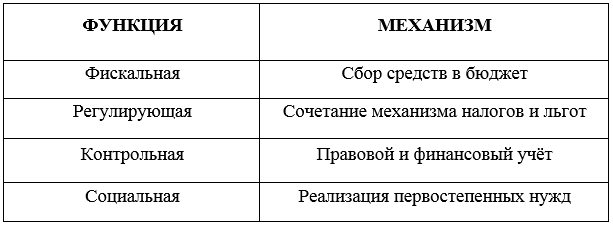 ФУНКЦИЯ МЕХАНИЗМ
Фискальная Сбор средств в бюджет
Регулирующая Сочетание механизма налогов и льгот
Контрольная Правовой и финансовый учёт
Социальная Реализация первостепенных нужд